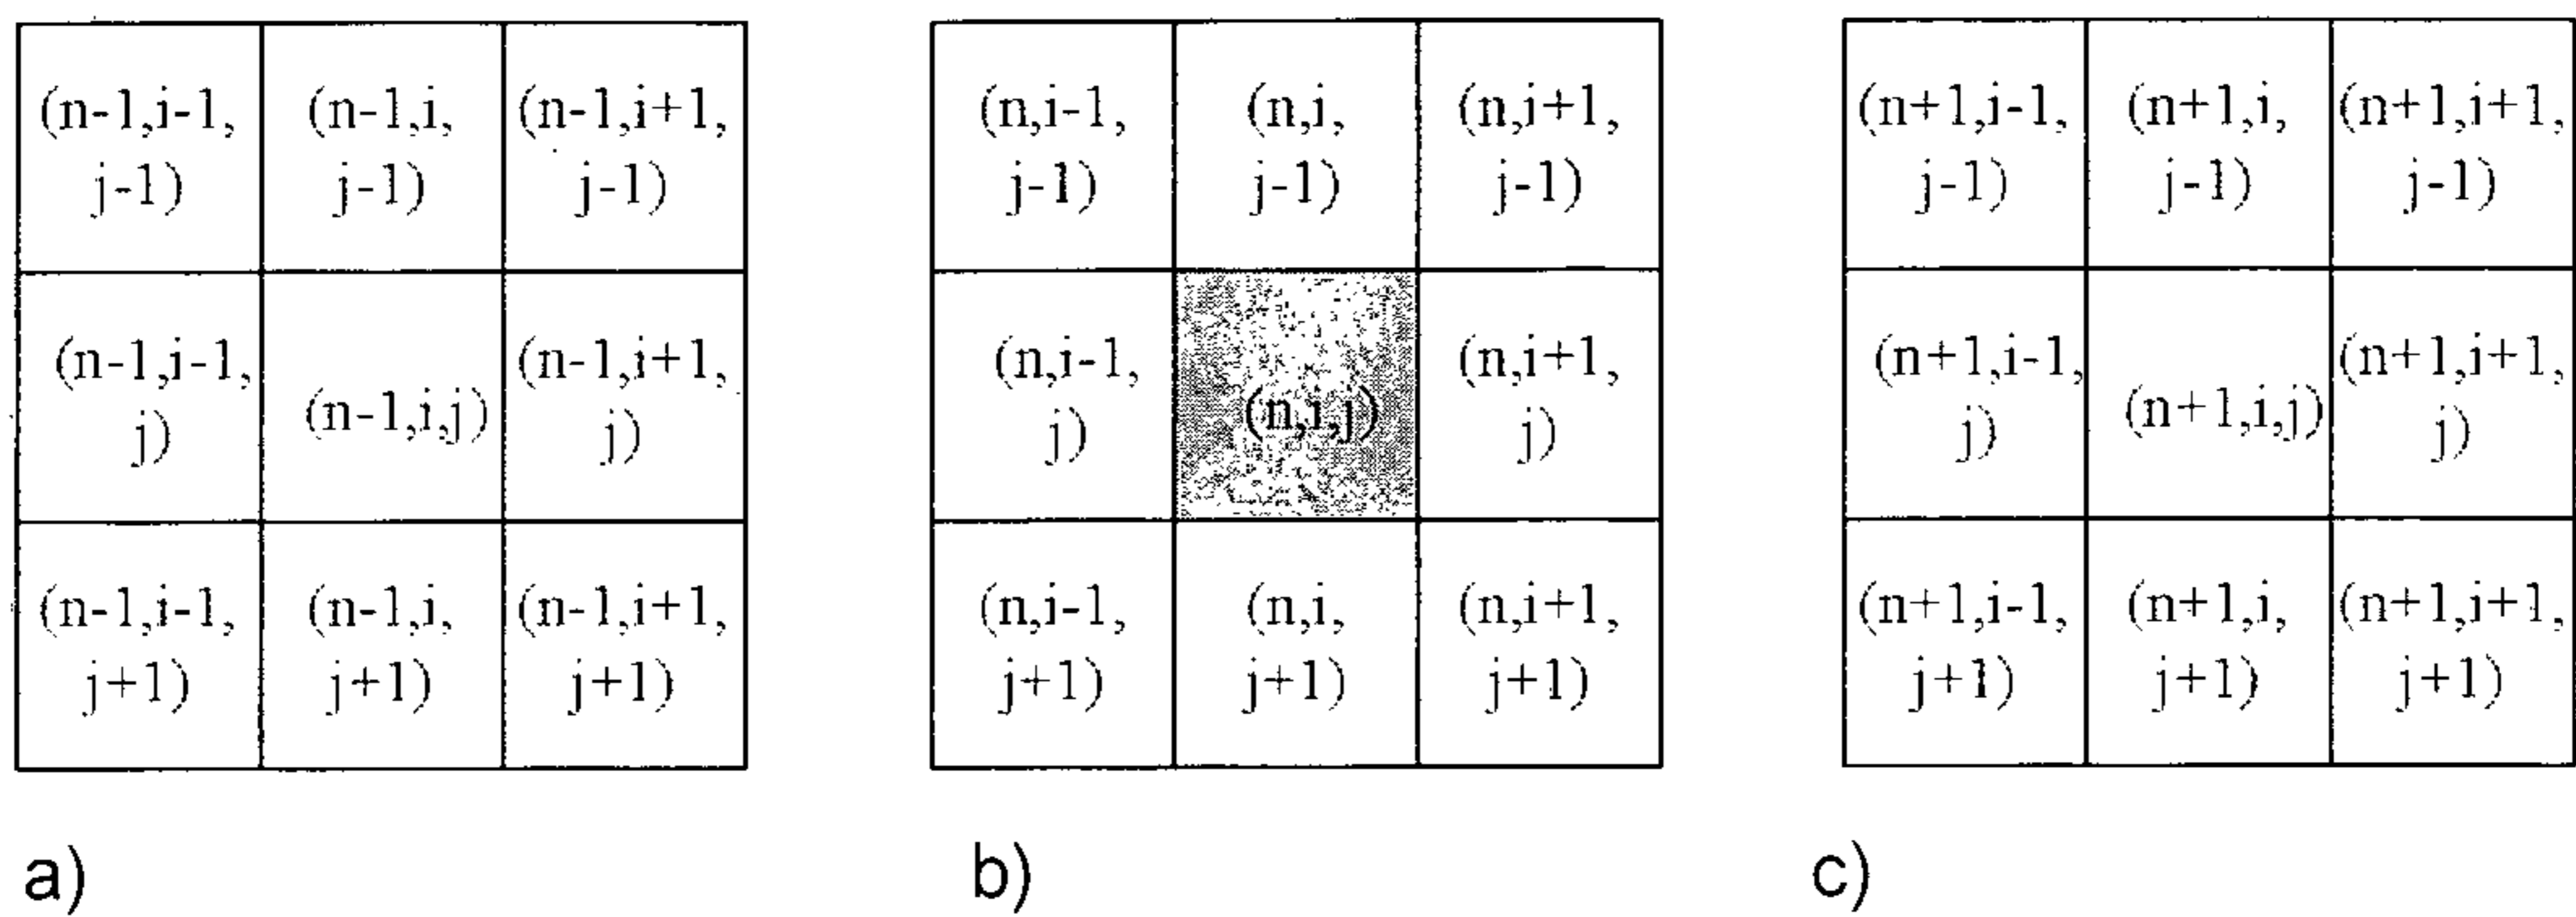 (n-1,i-1,
j-1)
(n-1,i,
j-1)
(n-1,i+1,
j-1)
(n-1,i-1,
j)
(n-1,i,j)
(n-1,i+1,
j)
(n-1,i-1,
j+1)
(n-1,i,
j+1)
(n-1,i+1,
j+1)
a)
(n,i-1,
j-1)
(n,i,
j-1)
(n,i+1,
j-1)
(n,i-1,
j)
(n,i,j)
(n,i+1,
j)
(n,i-1,
j+1)
(n,i,
j+1)
(n,i+1,
j+1)
b)
(n+1,i-1,
j-1)
(n+1,i,
j-1)
(n+1,i+1,
j-1)
(n+1,i-1,
j)
(n+1,i,j)
(n+1,i+1,
j)
(n+1,i-1,
j+1)
(n+1,i,
j+1)
(n+1,i+1,
j+1)
c)